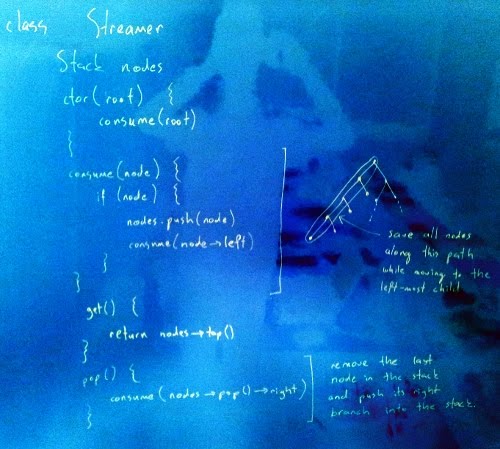 class Streamer
Stack nodes
ctor(root) {
consume(root)
}
consume(node) {
if (node) {
nodes.push(node)
consume(node→left)
}
}
save all nodes
along this path
while moving to the
left-most child
get() {
return nodes→top()
}
pop() {
consume(nodes→pop()→right)
}
remove the last
node in the stack
and push its right
branch into the stack.